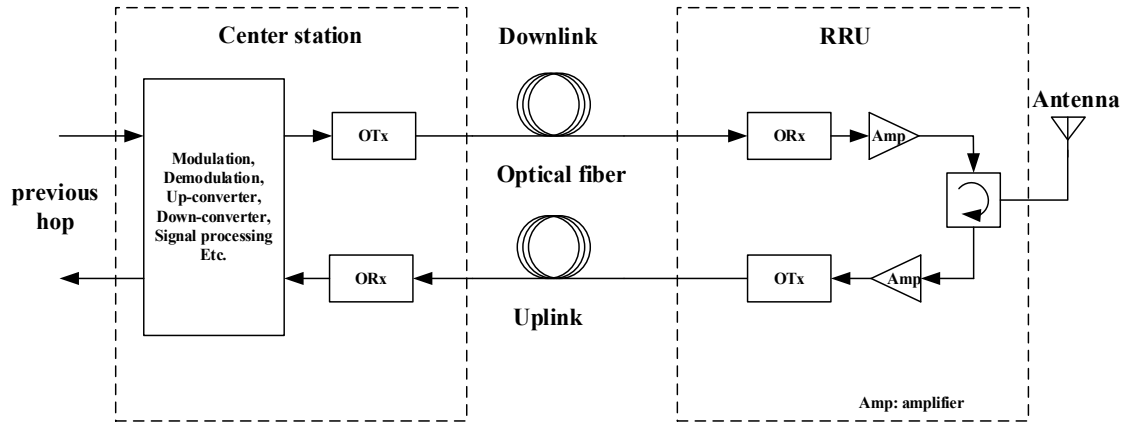 Center station
Downlink
RRU
Antenna
OTx
ORx
Amp
Modulation,
Demodulation,
Up-converter,
Down-converter,
Signal processing
Etc.
previous
hop
Optical fiber
ORx
OTx
Amp
Uplink
Amp: amplifier